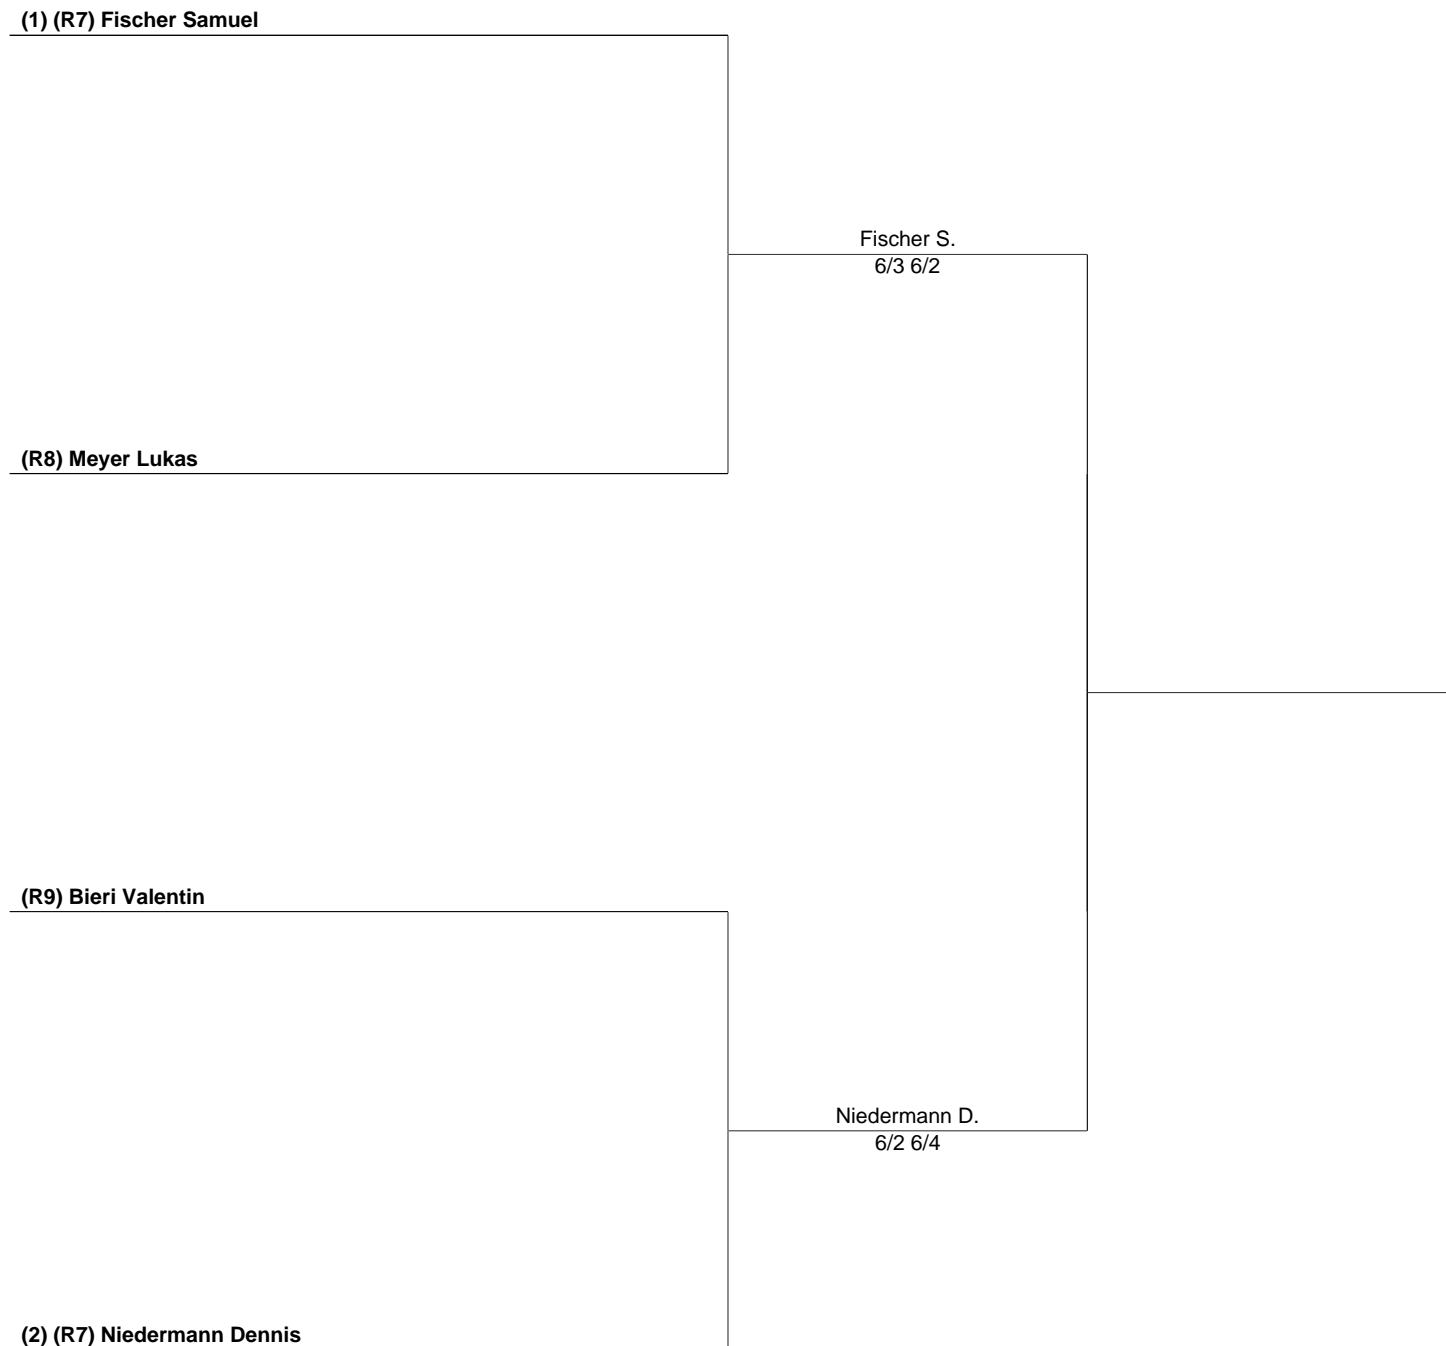 (1) (R7) Fischer Samuel
Fischer S.
6/3 6/2
(R8) Meyer Lukas
(R9) Bieri Valentin
Niedermann D.
6/2 6/4
(2) (R7) Niedermann Dennis